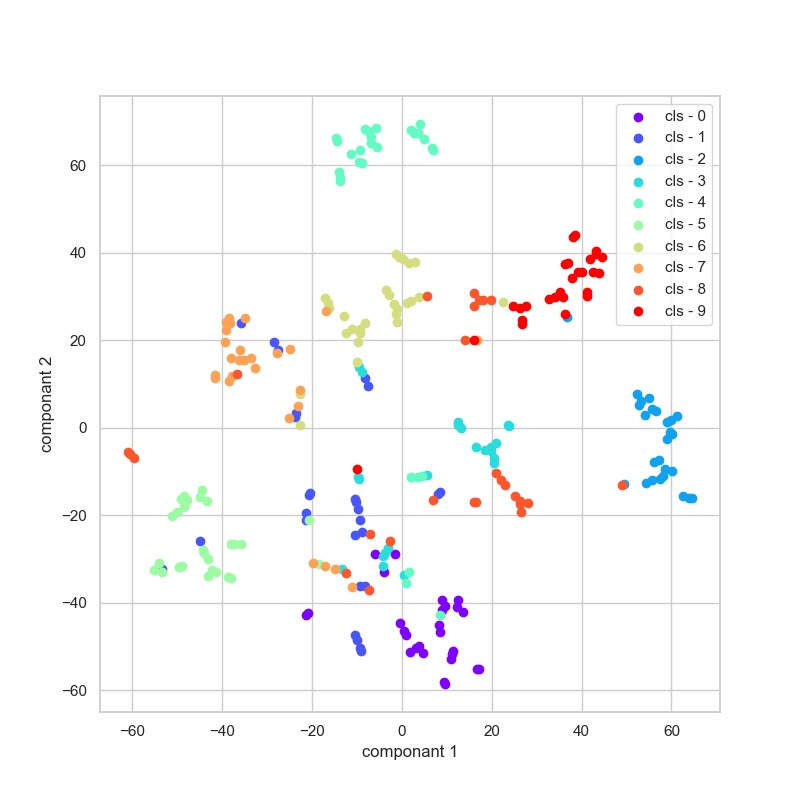 cls - 0
cls - 1
cls - 2
cls - 3
cls - 4
cls - 5
cls - 6
cls - 7
cls - 8
cls - 9
60
40
20
0
−20
−40
−60
componant 2
−60 −40 −20 0 20 40 60
componant 1